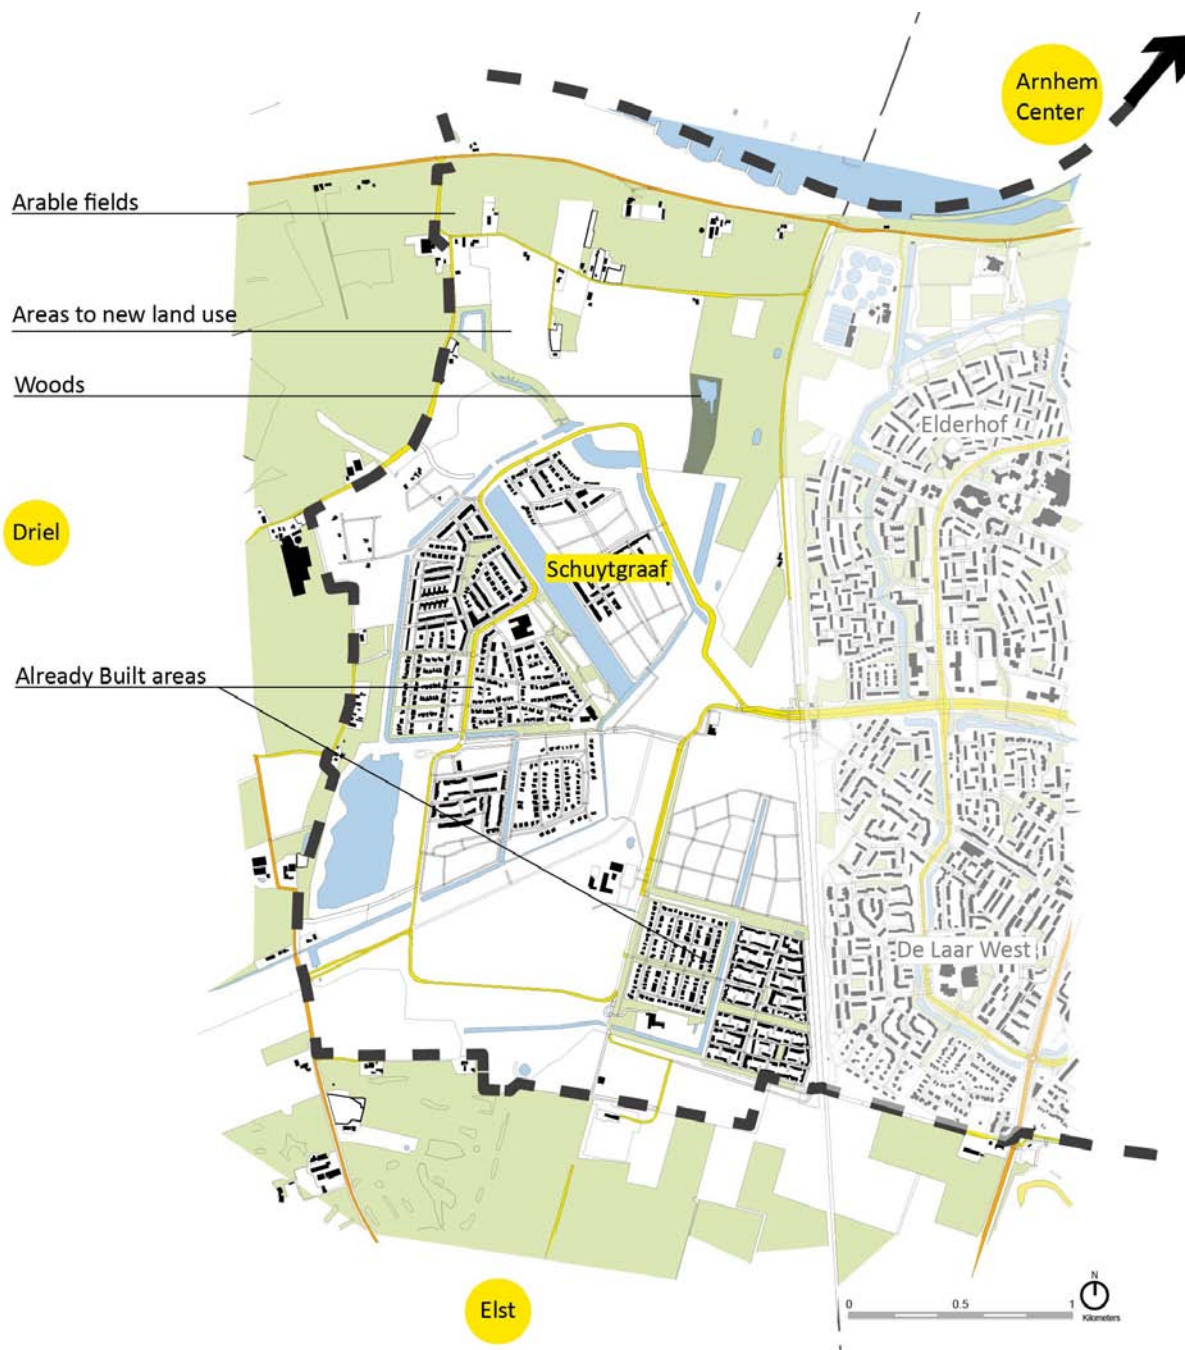 Arnhem
Center
Arable fields
Areas to new land use
Woods
Elderhof
Driel
Schuytgraaf
Already Built areas
De Laar West
Elst
N
0 0.5 1
Kilometers